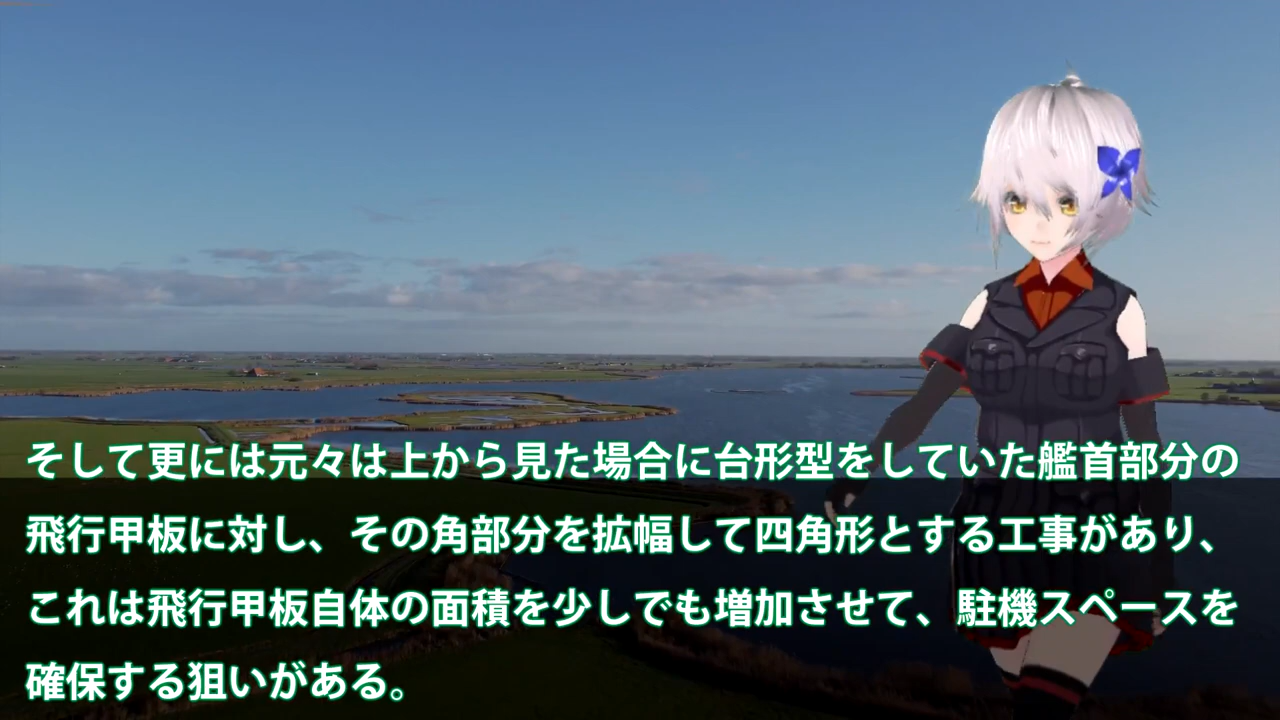 そして更には元々は上から見た場合に台形型をしていた艦首部分の
飛行甲板に対し、その角部分を拡幅して四角形とする工事があり、
これは飛行甲板自体の面積を少しでも増加させて、駐機スペースを
確保する狙いがある。